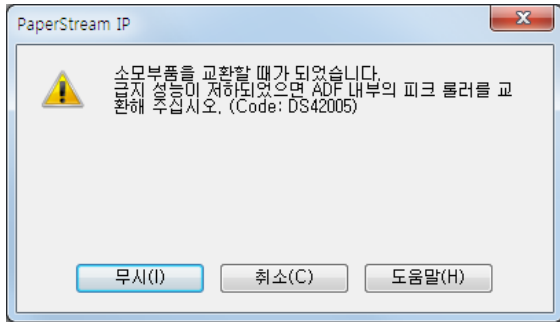 PaperStream IP
소모부품을 교환할 때가 되었습니다.
급지 성능이 저하되었으면 ADF 내부의 피크 롤러를 교
환해 주십시오. (Code: DS42005)
무시(I)
취소(C)
도움말(H)